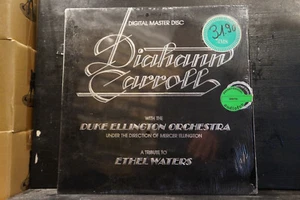 DIGITAL MASTER DISC
Diahann
Carroll
WITH THE
DUKE ELLINGTON ORCHESTRA
UNDER THE DIRECTION OF MERCER ELLINGTON
A TRIBUTE TO
ETHEL WATERS